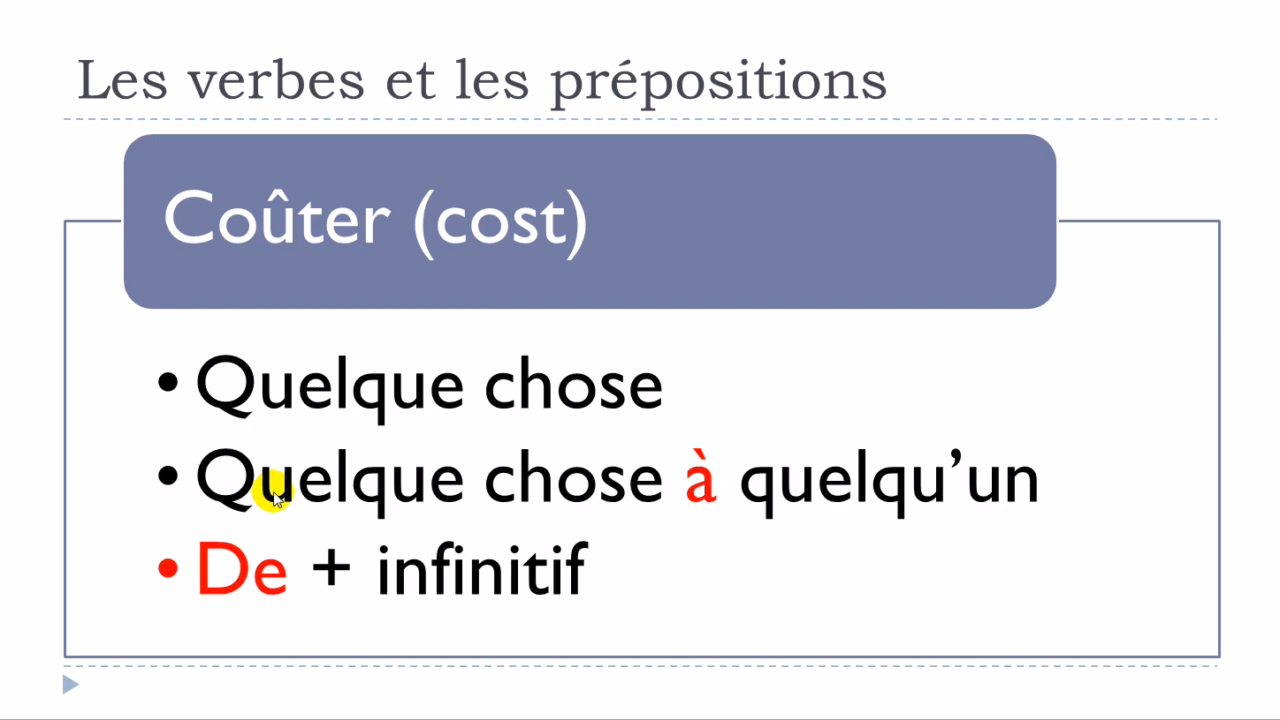 Les verbes et les prépositions
Coûter (cost)
• Quelque chose
• Quelque chose à quelqu’un
• De + infinitif